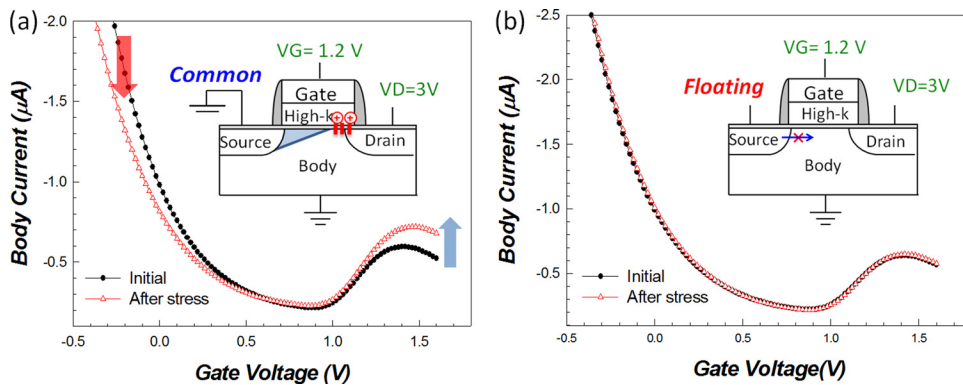 (a)
-2.0
-1.5
-1.0
-0.5
Body Current (μA)
-0.5 0.0 0.5 1.0 1.5
Gate Voltage (V)
Initial
After stress
VG= 1.2 V
Common
VD=3V
Gate
High-k
Source
Drain
Body
(b)
-2.5
-2.0
-1.5
-1.0
-0.5
Body Current (μA)
-0.5 0.0 0.5 1.0 1.5
Gate Voltage(V)
Initial
After stress
VG= 1.2 V
Floating
VD=3V
Gate
High-k
Source
Drain
Body